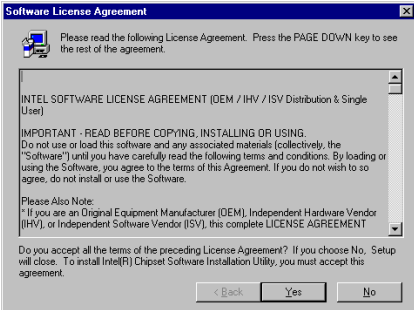 Software License Agreement
Please read the following License Agreement. Press the PAGE DOWN key to see
the rest of the agreement.
INTEL SOFTWARE LICENSE AGREEMENT (OEM / IHV / ISV Distribution & Single
User)
IMPORTANT - READ BEFORE COPYING, INSTALLING OR USING.
Do not use or load this software and any associated materials (collectively, the
"Software") until you have carefully read the following terms and conditions. By loading or
using the Software, you agree to the terms of this Agreement. If you do not wish to so
agree, do not install or use the Software.
Please Also Note:
* If you are an Original Equipment Manufacturer (OEM), Independent Hardware Vendor
(IHV), or Independent Software Vendor (ISV), this complete LICENSE AGREEMENT
Do you accept all the terms of the preceding License Agreement? If you choose No, Setup
will close. To install Intel(R) Chipset Software Installation Utility, you must accept this
agreement.
< Back Yes No